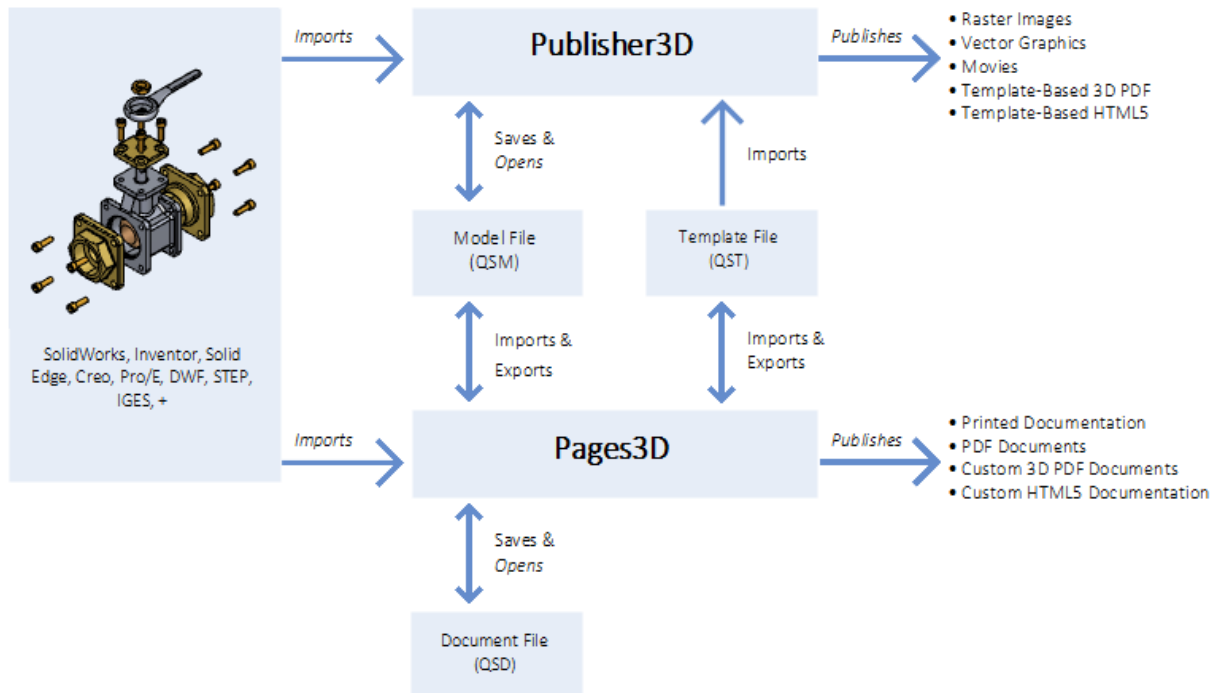 Imports
Publisher3D
Publishes
• Raster Images
• Vector Graphics
• Movies
• Template-Based 3D PDF
• Template-Based HTML5
Saves &
Opens
Imports
Model File
(QSM)
Template File
(QST)
SolidWorks, Inventor, Solid
Edge, Creo, Pro/E, DWF, STEP,
IGES, +
Imports &
Exports
Imports &
Exports
Imports
Pages3D
Publishes
• Printed Documentation
• PDF Documents
• Custom 3D PDF Documents
• Custom HTML5 Documentation
Saves &
Opens
Document File
(QSD)